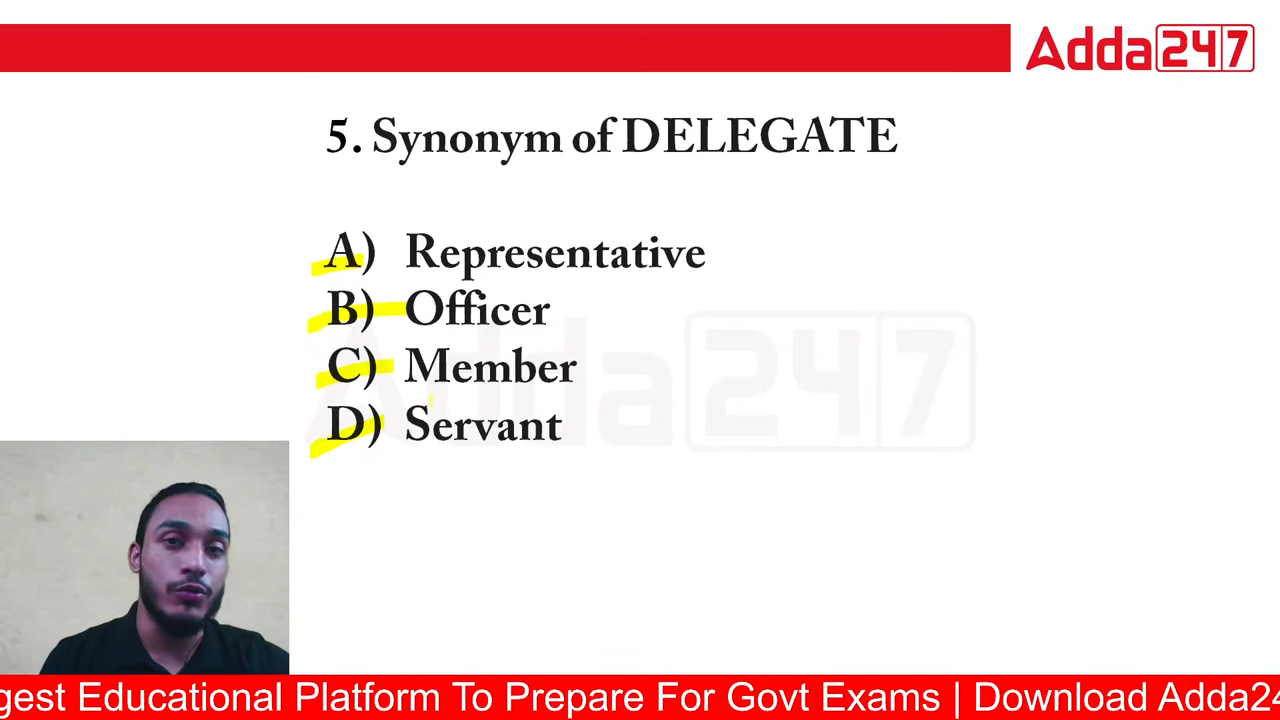 Adda247
5. Synonym of DELEGATE
A) Representative
B) Officer
C) Member
D) Servant
Adda247
gest Educational Platform To Prepare For Govt Exams | Download Adda24